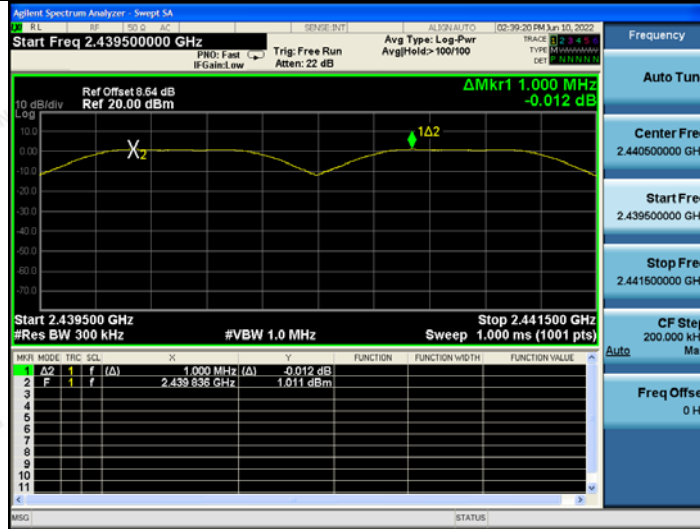 Agilent Spectrum Analyzer - Swept SA
RL RF 50 Ω AC SENSE:INT ALIGN AUTO 02:39:20 PM Jun 10, 2022
Start Freq 2.439500000 GHz
PNO: Fast
IFGain:Low
Trig: Free Run
Atten: 22 dB
Avg Type: Log-Pwr
Avg|Hold:> 100/100
TRACE 1 2 3 4 5 6
TYPE M
DET P N N N N N
Ref Offset 8.64 dB
Ref 20.00 dBm
10 dB/div
Log
ΔMkr1 1.000 MHz
-0.012 dB
10.0
0.00
-10.0
-20.0
-30.0
-40.0
-50.0
-60.0
-70.0
X2
1Δ2
Start 2.439500 GHz
Stop 2.441500 GHz
#Res BW 300 kHz
#VBW 1.0 MHz
Sweep 1.000 ms (1001 pts)
MKR MODE TRC SCL X Y FUNCTION FUNCTION WIDTH FUNCTION VALUE
1 Δ2 1 f (Δ) 1.000 MHz (Δ) -0.012 dB
2 F 1 f 2.439 836 GHz 1.011 dBm
3
4
5
6
7
8
9
10
11
MSG
STATUS
Frequency
Auto Tun
Center Fre
2.440500000 GH
Start Fre
2.439500000 GH
Stop Fre
2.441500000 GH
CF Ste
200.000 kH
Auto Ma
Freq Offse
0 H